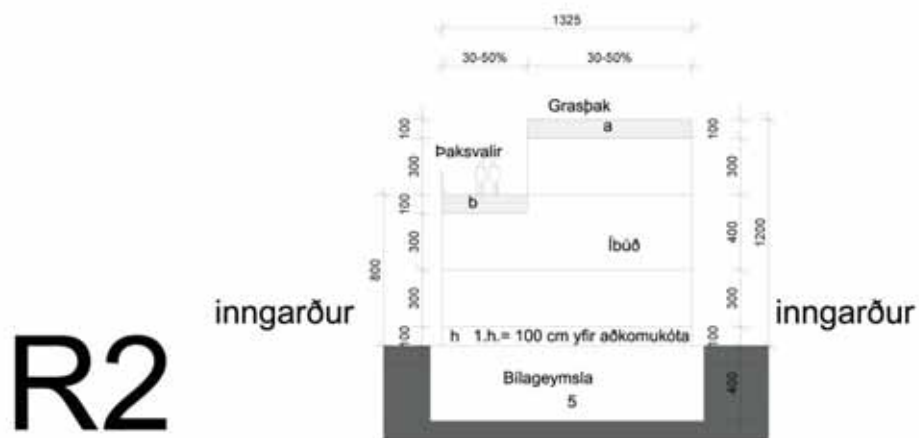 1325
30-50% 30-50%
Grasþak
100 a 100
Þaksvalir
300 300
100 b
300 Íbúð 400 1200
800
300 300
inngarður inngarður
100 h 1.h.= 100 cm yfir aðkomukóta 100
R2
Bílageymsla 400
5